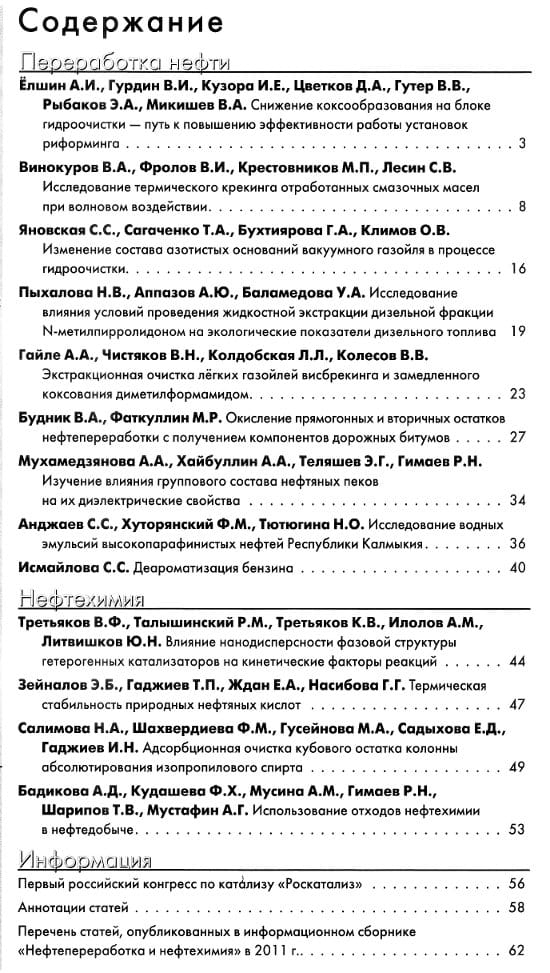 Содержание
Переработка нефти
Ёлшин А.И., Гурдин В.И., Кузора И.Е., Цветков Д.А., Гутер В.В.,
Рыбаков Э.А., Микишев В.А. Снижение коксообразования на блоке
гидроочистки — путь к повышению эффективности работы установок
риформинга . . . . . . . . . . . . . . . . . . . . . . . . . . . . . . 3
Винокуров В.А., Фролов В.И., Крестовников М.П., Лесин С.В.
Исследование термического крекинга отработанных смазочных масел
при волновом воздействии. . . . . . . . . . . . . . . . . . . . . . . . 8
Яновская С.С., Сагаченко Т.А., Бухтиярова Г.А., Климов О.В.
Изменение состава азотистых оснований вакуумного газойля в процессе
гидроочистки. . . . . . . . . . . . . . . . . . . . . . . . . . . . . 16
Пыхалова Н.В., Аппазов А.Ю., Баламедова У.А. Исследование
влияния условий проведения жидкостной экстракции дизельной фракции
N-метилпирролидоном на экологические показатели дизельного топлива 19
Гайле А.А., Чистяков В.Н., Колдобская Л.Л., Колесов В.В.
Экстракционная очистка лёгких газойлей висбрекинга и замедленного
коксования диметилформамидом. . . . . . . . . . . . . . . . . . . . . 23
Будник В.А., Фаткуллин М.Р. Окисление прямогонных и вторичных остатков
нефтепереработки с получением компонентов дорожных битумов . . . . . 27
Мухамедзянова А.А., Хайбуллин А.А., Теляшев Э.Г., Гимаев Р.Н.
Изучение влияния группового состава нефтяных пеков
на их диэлектрические свойства . . . . . . . . . . . . . . . . . . . . . 34
Анджаев С.С., Хуторянский Ф.М., Тютюгина Н.О. Исследование водных
эмульсий высокопарафинистых нефтей Республики Калмыкия. . . . . . . . 36
Исмайлова С.С. Деароматизация бензина . . . . . . . . . . . . . . . . . 40
Нефтехимия
Третьяков В.Ф., Талышинский Р.М., Третьяков К.В., Илолов А.М.,
Литвишков Ю.Н. Влияние нанодисперсности фазовой структуры
гетерогенных катализаторов на кинетические факторы реакций . . . . . . 44
Зейналов Э.Б., Гаджиев Т.П., Ждан Е.А., Насибова Г.Г. Термическая
стабильность природных нефтяных кислот . . . . . . . . . . . . . . . . . 47
Салимова Н.А., Шахвердиева Ф.М., Гусейнова М.А., Садыхова Е.Д.,
Гаджиев И.Н. Адсорбционная очистка кубового остатка колонны
абсолютирования изопропилового спирта . . . . . . . . . . . . . . . . . 49
Бадикова А.Д., Кудашева Ф.Х., Мусина А.М., Гимаев Р.Н.,
Шарипов Т.В., Мустафин А.Г. Использование отходов нефтехимии
в нефтедобыче. . . . . . . . . . . . . . . . . . . . . . . . . . . . . 53
Информация
Первый российский конгресс по катализу «Роскатализ» . . . . . . . . . . . 56
Аннотации статей . . . . . . . . . . . . . . . . . . . . . . . . . . . . 58
Перечень статей, опубликованных в информационном сборнике
«Нефтепереработка и нефтехимия» в 2011 г.. . . . . . . . . . . . . . . . 62